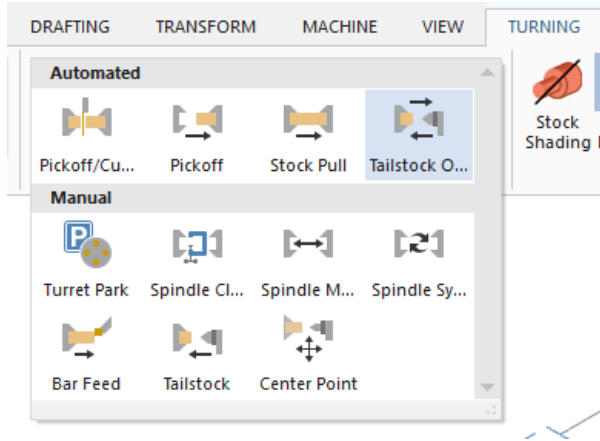 DRAFTING TRANSFORM MACHINE VIEW TURNING
Automated
Pickoff/Cu... Pickoff Stock Pull Tailstock O...
Stock
Shading
Manual
P
Turret Park Spindle Cl... Spindle M... Spindle Sy...
Bar Feed Tailstock Center Point